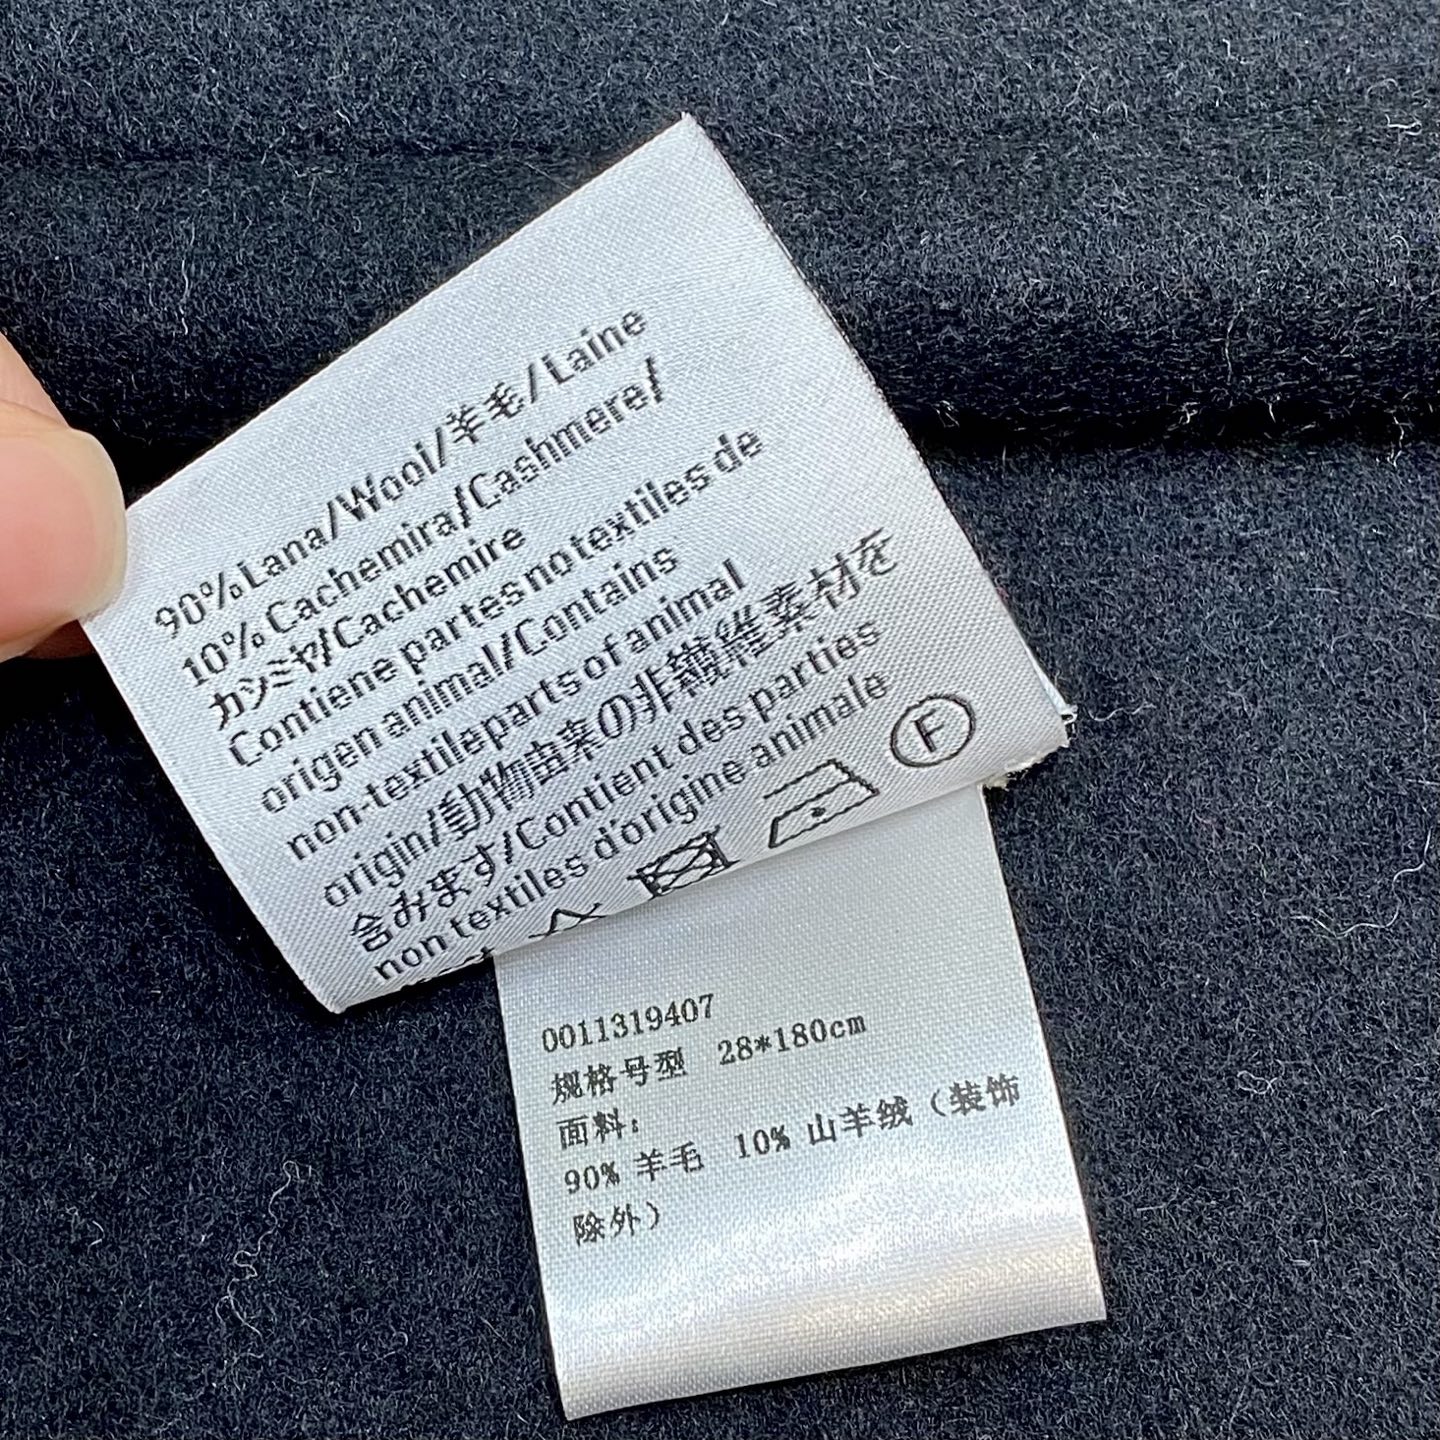 90%Lana/Wool/羊毛/Laine
10% Cachemira/Cashmere/
カシミヤ/Cachemire
Contiene partes no textiles de
origen animal/Contains
non-textile parts of animal
origin/動物由来の非繊維素材を
含みます/Contient des parties
non textiles d'origine animale
F
0011319407
规格号型 28*180cm
面料:
90% 羊毛 10% 山羊绒（装饰
除外）